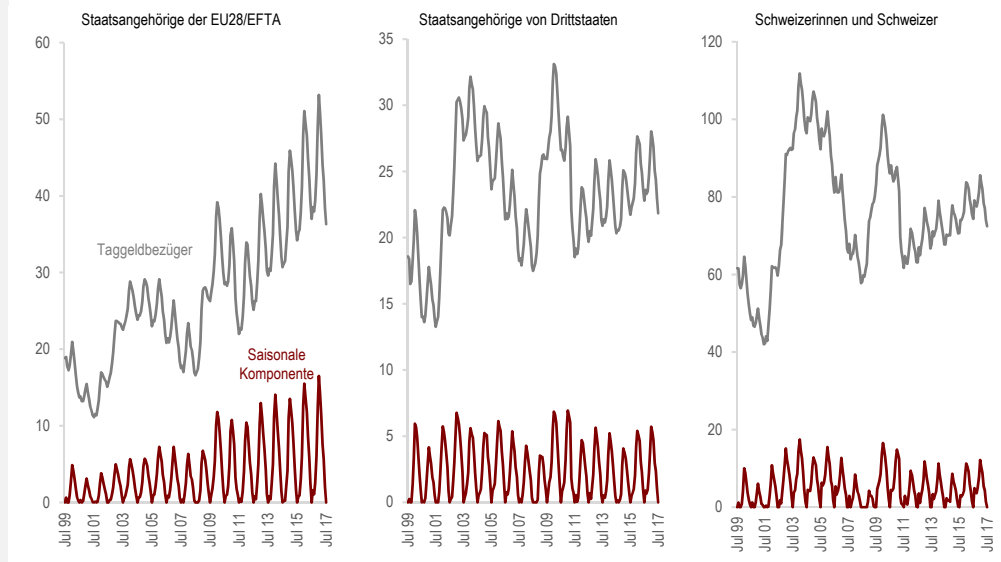 Staatsangehörige der EU28/EFTA
60
50
40
30
20
10
0
Taggeldbezüger
Saisonale
Komponente
Jul 99
Jul 01
Jul 03
Jul 05
Jul 07
Jul 09
Jul 11
Jul 13
Jul 15
Jul 17
Staatsangehörige von Drittstaaten
35
30
25
20
15
10
5
0
Jul 99
Jul 01
Jul 03
Jul 05
Jul 07
Jul 09
Jul 11
Jul 13
Jul 15
Jul 17
Schweizerinnen und Schweizer
120
100
80
60
40
20
0
Jul 99
Jul 01
Jul 03
Jul 05
Jul 07
Jul 09
Jul 11
Jul 13
Jul 15
Jul 17